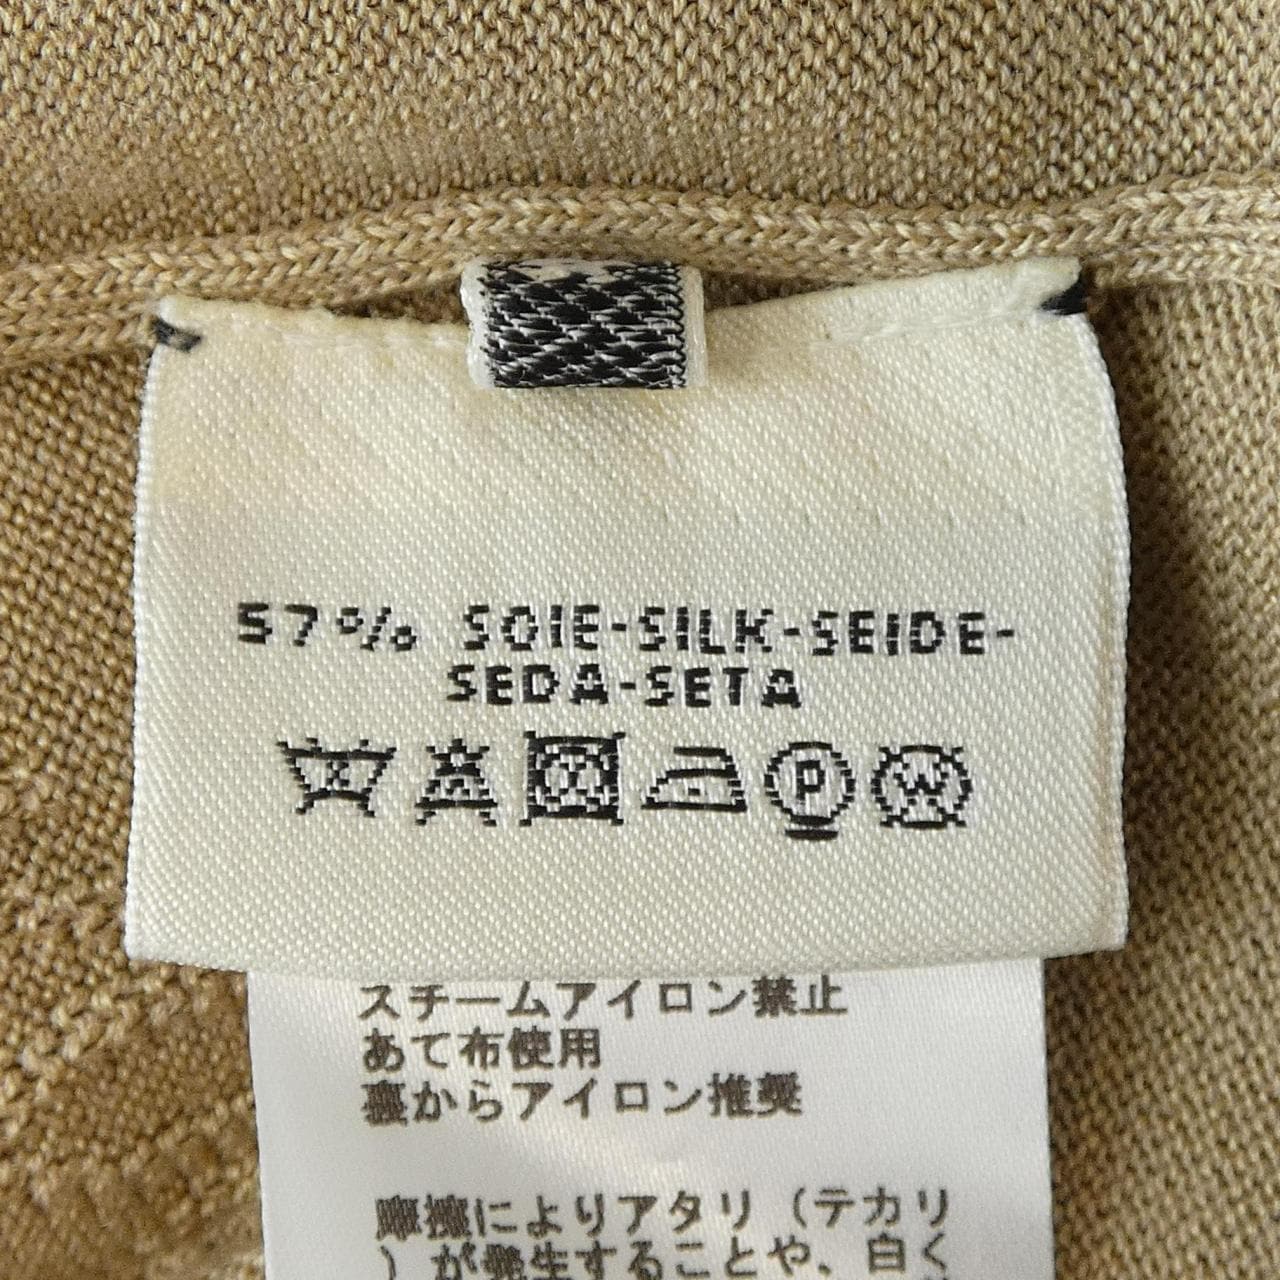 57% SOIE-SILK-SEIDE-
SEDA-SETA
P W
スチームアイロン禁止
あて布使用
裏からアイロン推奨
摩擦によりアタリ（テカリ
）が発生することや、白く